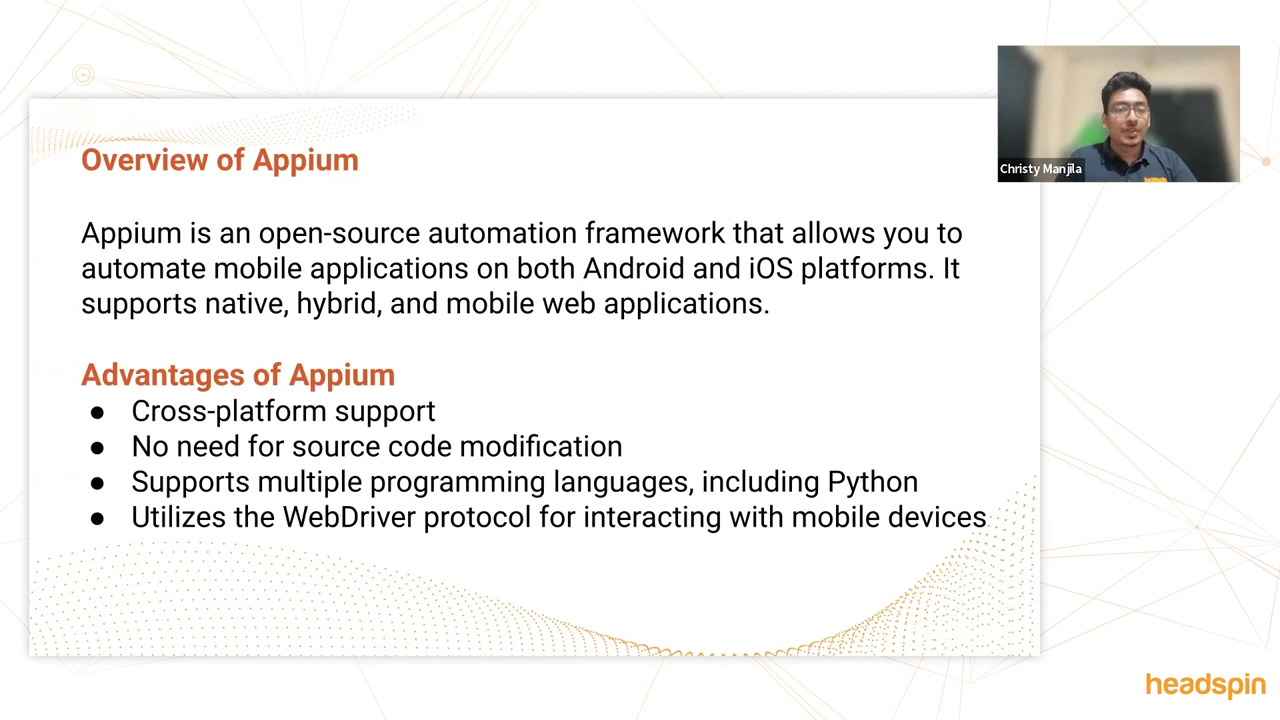 Overview of Appium
Appium is an open-source automation framework that allows you to
automate mobile applications on both Android and iOS platforms. It
supports native, hybrid, and mobile web applications.
Advantages of Appium
● Cross-platform support
● No need for source code modification
● Supports multiple programming languages, including Python
● Utilizes the WebDriver protocol for interacting with mobile devices
Christy Manjila
headspin